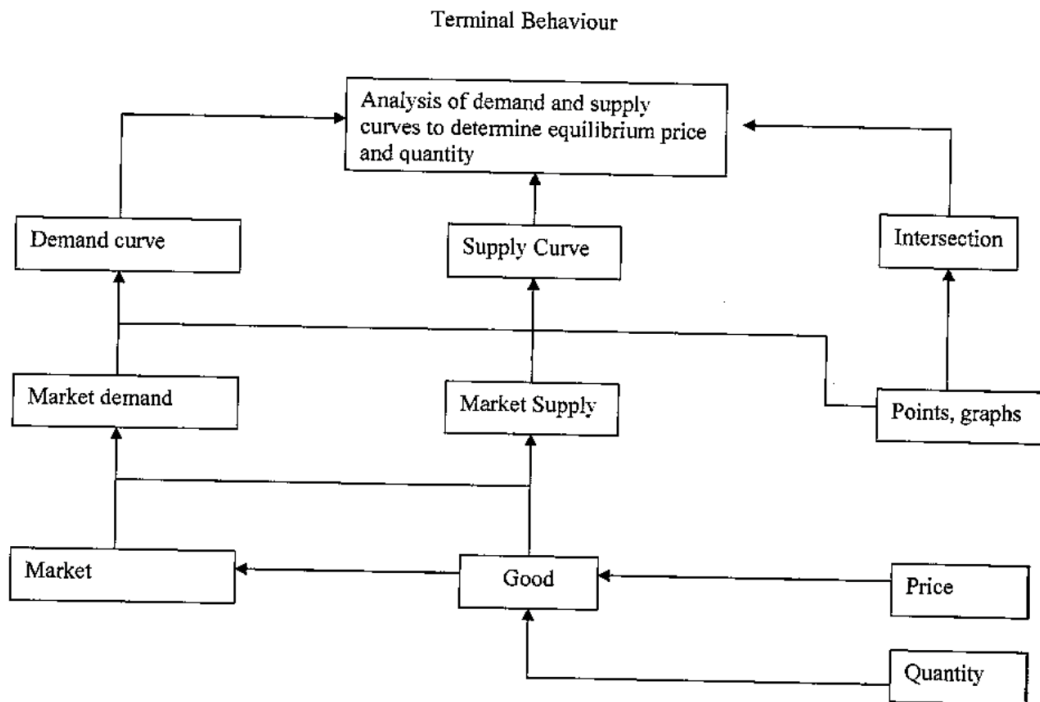 Terminal Behaviour
Analysis of demand and supply
curves to determine equilibrium price
and quantity
Demand curve
Supply Curve
Intersection
Market demand
Market Supply
Points, graphs
Market
Good
Price
Quantity